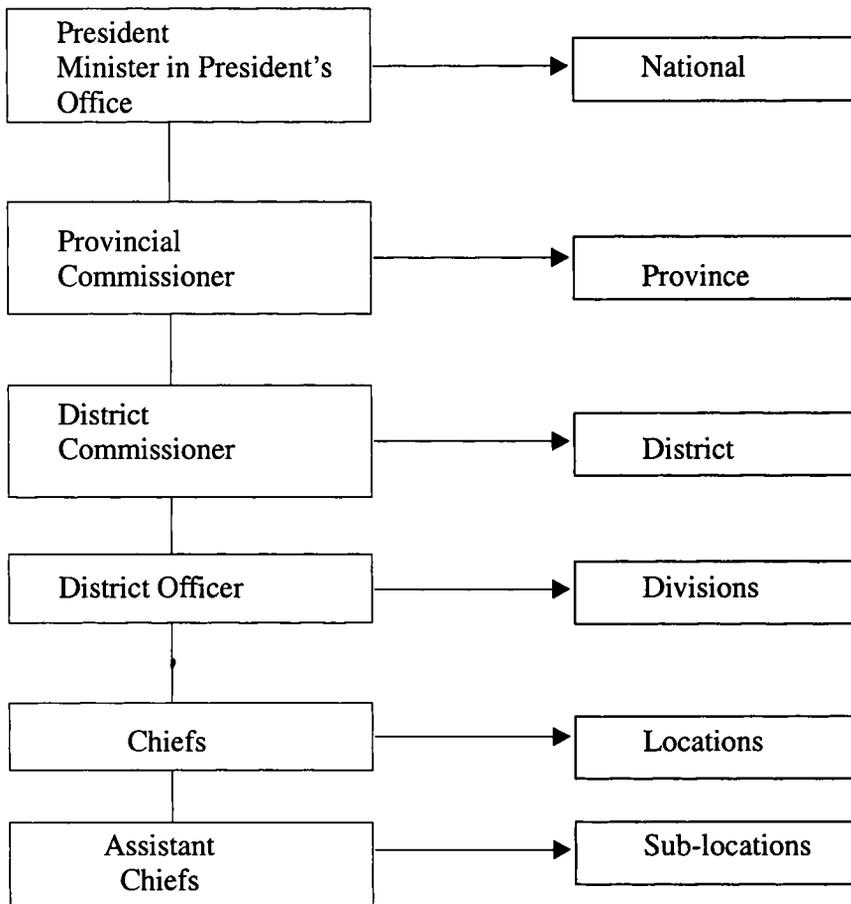 President
Minister in President's
Office
National
Provincial
Commissioner
Province
District
Commissioner
District
District Officer
Divisions
Chiefs
Locations
Assistant
Chiefs
Sub-locations